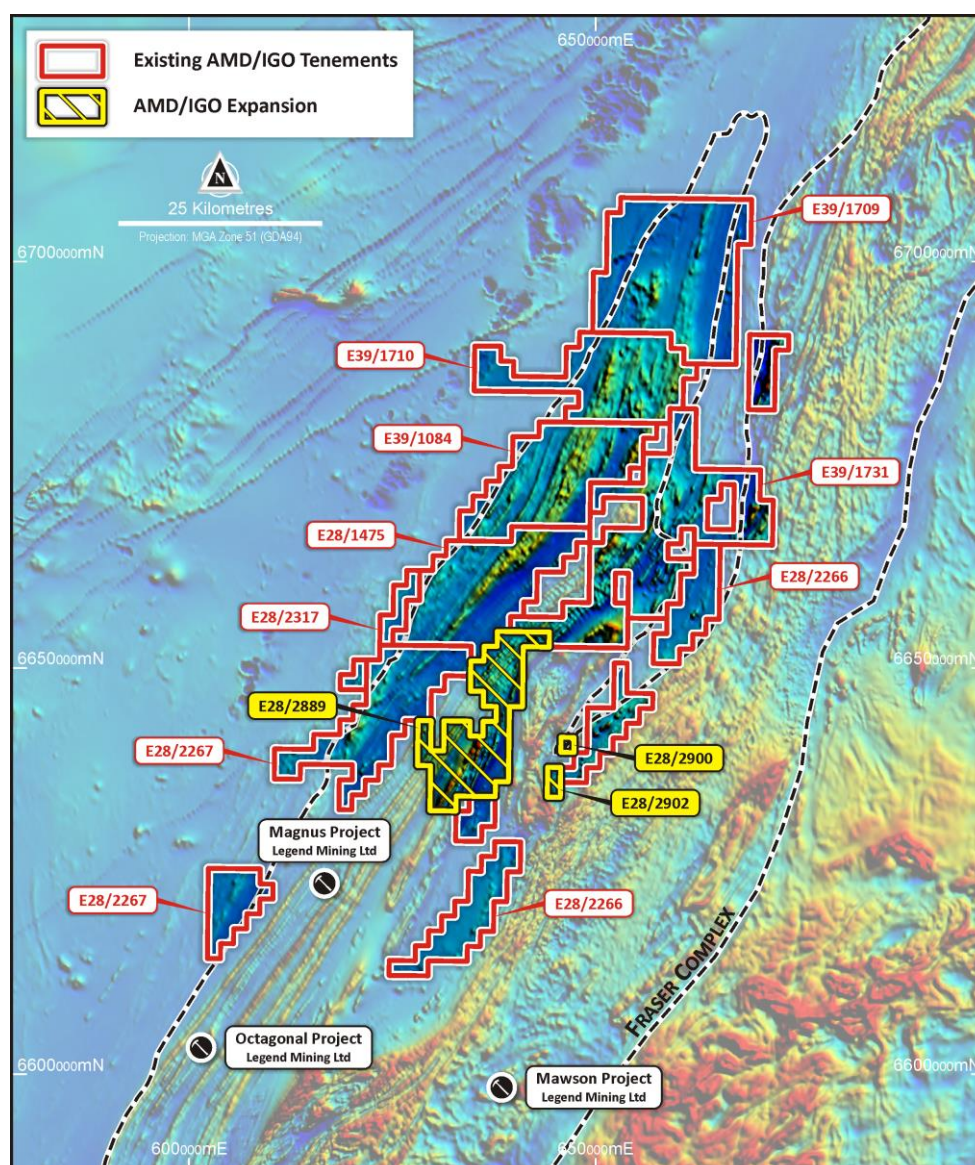 650000mE
Existing AMD/IGO Tenements
AMD/IGO Expansion
N
25 Kilometres
Projection: MGA Zone 51 (GDA94)
E39/1709
6700000mN
6700000mN
E39/1710
E39/1084
E39/1731
E28/1475
E28/2266
E28/2317
6650000mN
6650000mN
E28/2889
E28/2267
E28/2900
E28/2902
Magnus Project
Legend Mining Ltd
E28/2267
E28/2266
FRASER COMPLEX
Octagonal Project
Legend Mining Ltd
Mawson Project
Legend Mining Ltd
6600000mN
6600000mN
600000mE
650000mE